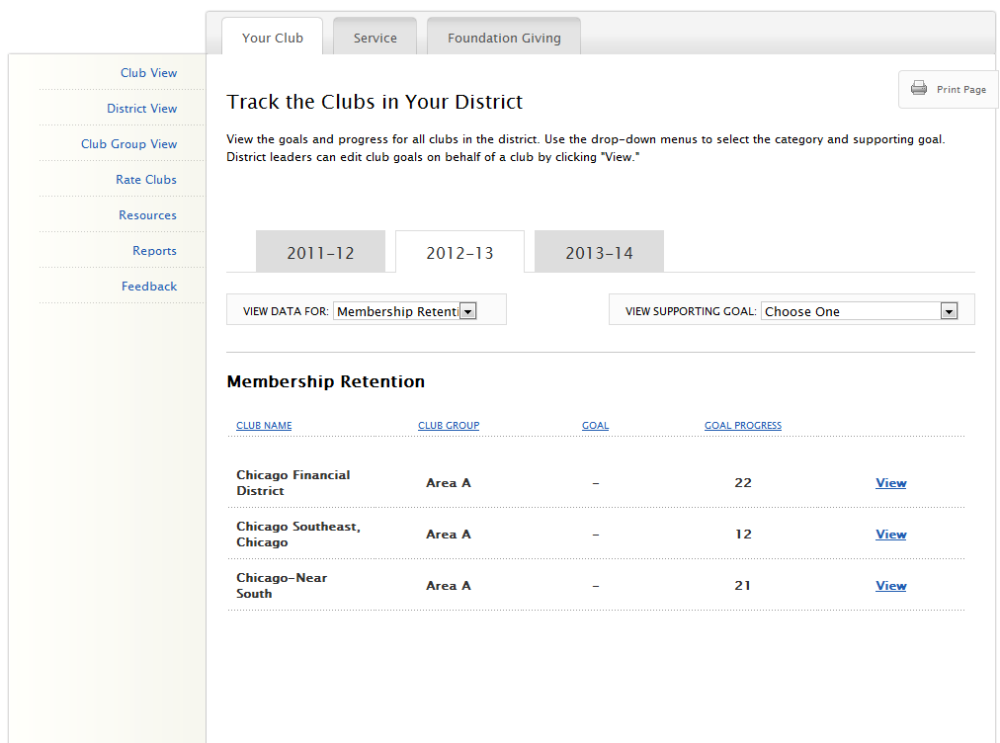 Your Club
Service
Foundation Giving
Club View
District View
Club Group View
Rate Clubs
Resources
Reports
Feedback
Print Page
Track the Clubs in Your District
View the goals and progress for all clubs in the district. Use the drop-down menus to select the category and supporting goal.
District leaders can edit club goals on behalf of a club by clicking "View."
2011-12
2012-13
2013-14
VIEW DATA FOR: Membership Retenti
VIEW SUPPORTING GOAL: Choose One
Membership Retention
CLUB NAME CLUB GROUP GOAL GOAL PROGRESS
Chicago Financial
District
Area A - 22 View
Chicago Southeast,
Chicago
Area A - 12 View
Chicago-Near
South
Area A - 21 View